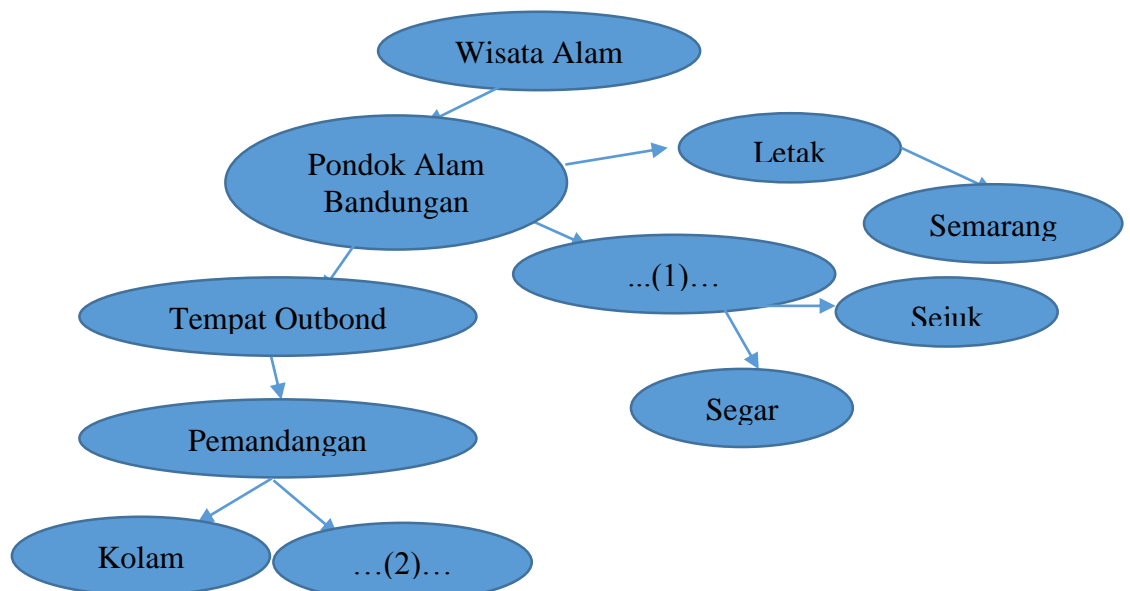 Wisata Alam
Pondok Alam
Bandungan
Letak
Semarang
...(1)...
Tempat Outbond
Sejuk
Segar
Pemandangan
Kolam
...(2)...